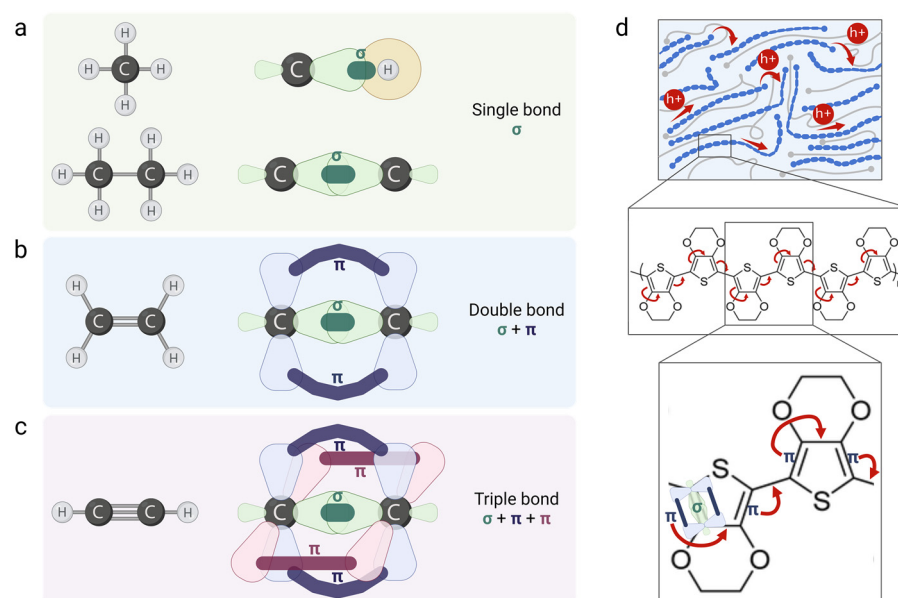 a
H
H C H
H
σ
C H
Single bond
σ
H H
H C C H
H H
σ
C C
b
H H
C C
H H
π
σ
C C
π
Double bond
σ + π
c
H C C H
π
π
σ
C C
π
π
Triple bond
σ + π + π
d
h+
h+
h+
h+
O O O O O O
S S S S S S
O O O O O O
n
O O
π π
S
σ
π π
S
O O